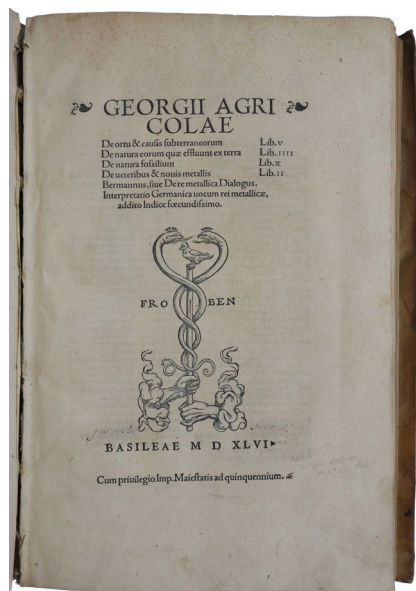 GEORGII AGRI
COLAE
De ortu & causis subterraneorum Lib. v
De natura eorum quæ effluunt ex terra Lib. IIII
De natura fossilium Lib. x
De ueteribus & nouis metallis Lib. II
Bermannus, siue De re metallica Dialogus.
Interpretatio Germanica uocum rei metallicæ,
addito Indice fœcundissimo.
FRO BEN
BASILEAE M D XLVI
Cum priuilegio Imp. Maiestatis ad quinquennium.